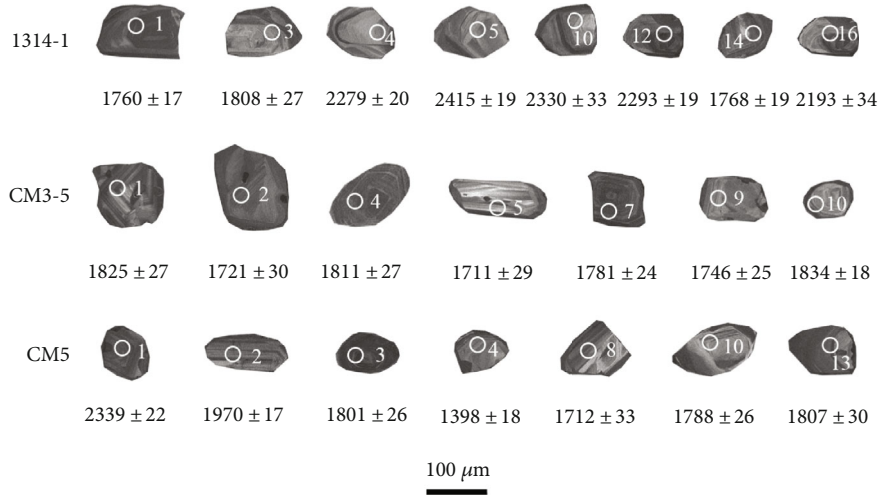 1314-1 1 3 4 5 10 12 14 16
1760 ± 17 1808 ± 27 2279 ± 20 2415 ± 19 2330 ± 33 2293 ± 19 1768 ± 19 2193 ± 34
CM3-5 1 2 4 5 7 9 10
1825 ± 27 1721 ± 30 1811 ± 27 1711 ± 29 1781 ± 24 1746 ± 25 1834 ± 18
CM5 1 2 3 4 8 10 13
2339 ± 22 1970 ± 17 1801 ± 26 1398 ± 18 1712 ± 33 1788 ± 26 1807 ± 30
100 μm